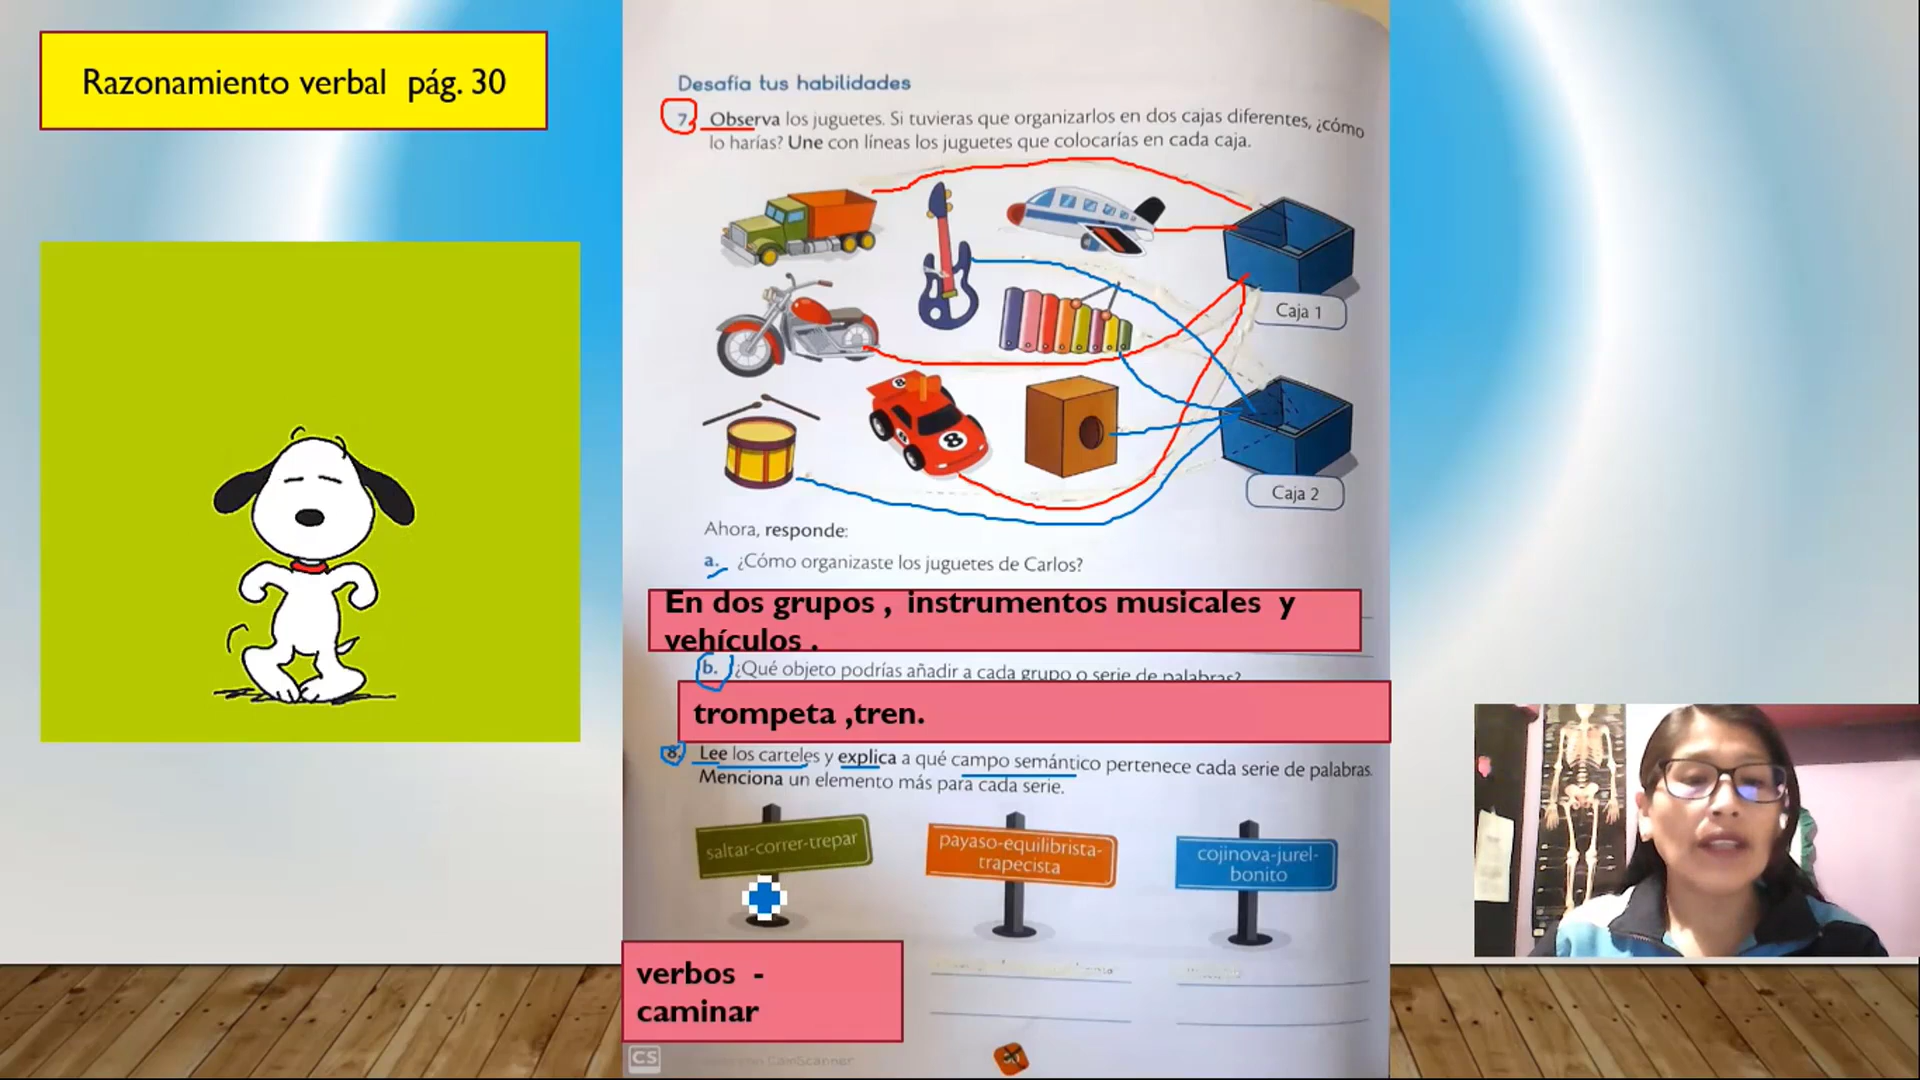 Razonamiento verbal pág. 30
Desafía tus habilidades
7. Observa los juguetes. Si tuvieras que organizarlos en dos cajas diferentes, ¿cómo
lo harías? Une con líneas los juguetes que colocarías en cada caja.
Caja 1
8
8
8
Caja 2
Ahora, responde:
a. ¿Cómo organizaste los juguetes de Carlos?
En dos grupos , instrumentos musicales y
vehículos .
b. ¿Qué objeto podrías añadir a cada grupo o serie de palabras?
trompeta ,tren.
8. Lee los carteles y explica a qué campo semántico pertenece cada serie de palabras.
Menciona un elemento más para cada serie.
saltar-correr-trepar
payaso-equilibrista-
trapecista
cojinova-jurel-
bonito
verbos -
caminar
CS
CamScanner